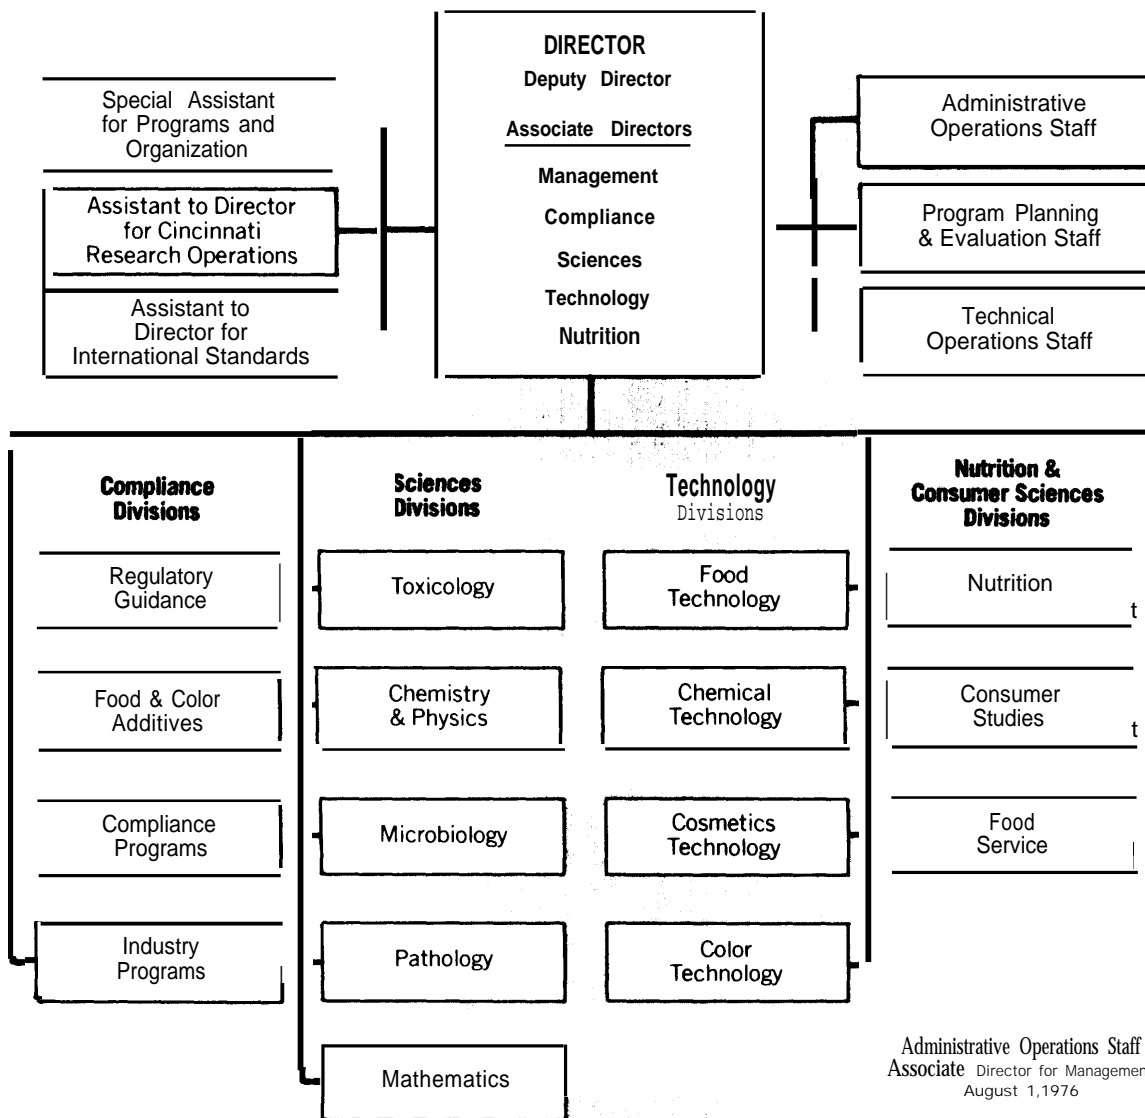 DIRECTOR
Deputy Director
Associate Directors
Management
Compliance
Sciences
Technology
Nutrition
Special Assistant
for Programs and
Organization
Assistant to Director
for Cincinnati
Research Operations
Assistant to
Director for
International Standards
Administrative
Operations Staff
Program Planning
& Evaluation Staff
Technical
Operations Staff
Compliance
Divisions
Regulatory
Guidance
Food & Color
Additives
Compliance
Programs
Industry
Programs
Sciences
Divisions
Toxicology
Chemistry
& Physics
Microbiology
Pathology
Mathematics
Technology
Divisions
Food
Technology
Chemical
Technology
Cosmetics
Technology
Color
Technology
Nutrition &
Consumer Sciences
Divisions
Nutrition
t
Consumer
Studies
t
Food
Service
Administrative Operations Staff
Associate Director for Managemen
August 1,1976